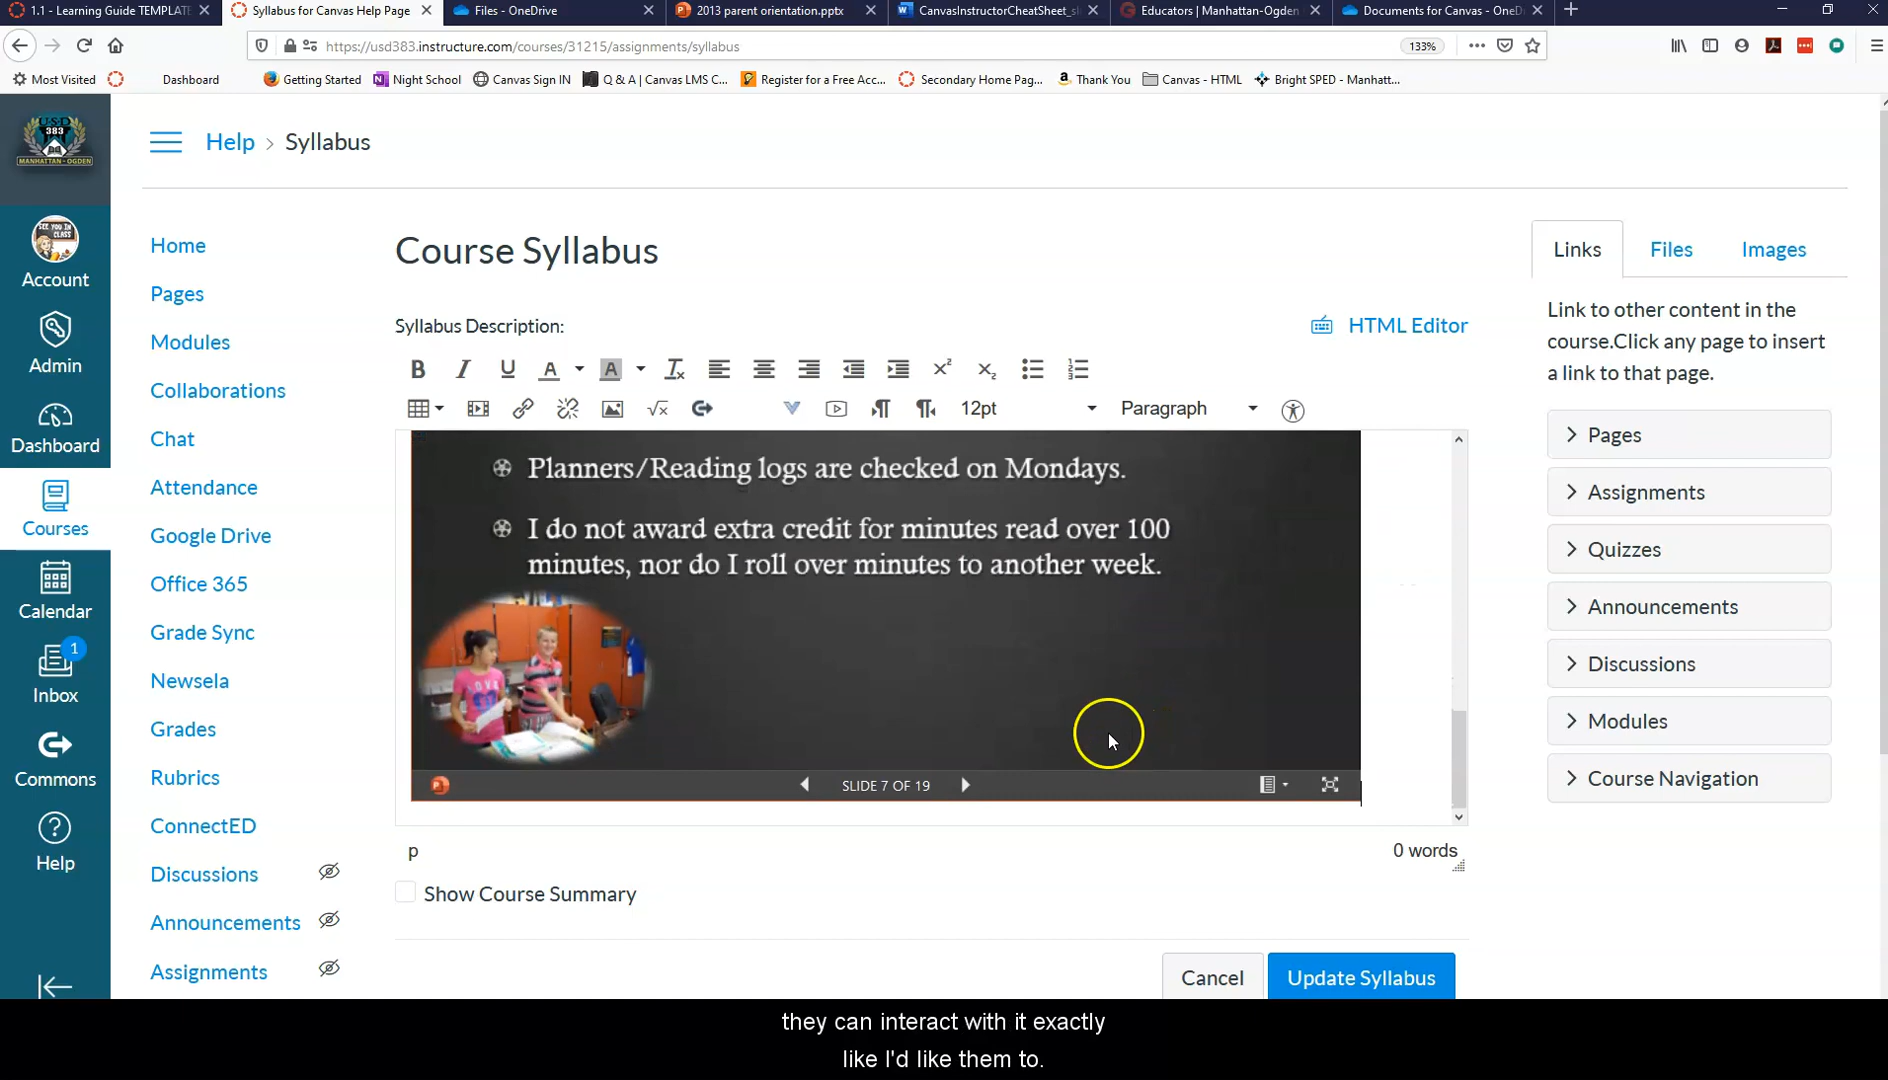 1.1 - Learning Guide TEMPLATE
Syllabus for Canvas Help Page
Files - OneDrive
2013 parent orientation.pptx
CanvasInstructorCheatSheet_sl
Educators | Manhattan-Ogden
Documents for Canvas - OneD
https://usd383.instructure.com/courses/31215/assignments/syllabus
133%
Most Visited
Dashboard
Getting Started
Night School
Canvas Sign IN
Q & A | Canvas LMS C...
Register for a Free Acc...
Secondary Home Pag...
Thank You
Canvas - HTML
Bright SPED - Manhatt...
U·S·D
383
MANHATTAN - OGDEN
Help > Syllabus
SEE YOU IN
CLASS
Account
Admin
Dashboard
Courses
Calendar
1
Inbox
Commons
Help
Home
Pages
Modules
Collaborations
Chat
Attendance
Google Drive
Office 365
Grade Sync
Newsela
Grades
Rubrics
ConnectED
Discussions
Announcements
Assignments
Course Syllabus
Syllabus Description:
HTML Editor
12pt
Paragraph
Planners/Reading logs are checked on Mondays.
I do not award extra credit for minutes read over 100
minutes, nor do I roll over minutes to another week.
SLIDE 7 OF 19
p
0 words
Show Course Summary
Cancel
Update Syllabus
Links
Files
Images
Link to other content in the
course.Click any page to insert
a link to that page.
Pages
Assignments
Quizzes
Announcements
Discussions
Modules
Course Navigation
they can interact with it exactly
like I'd like them to.